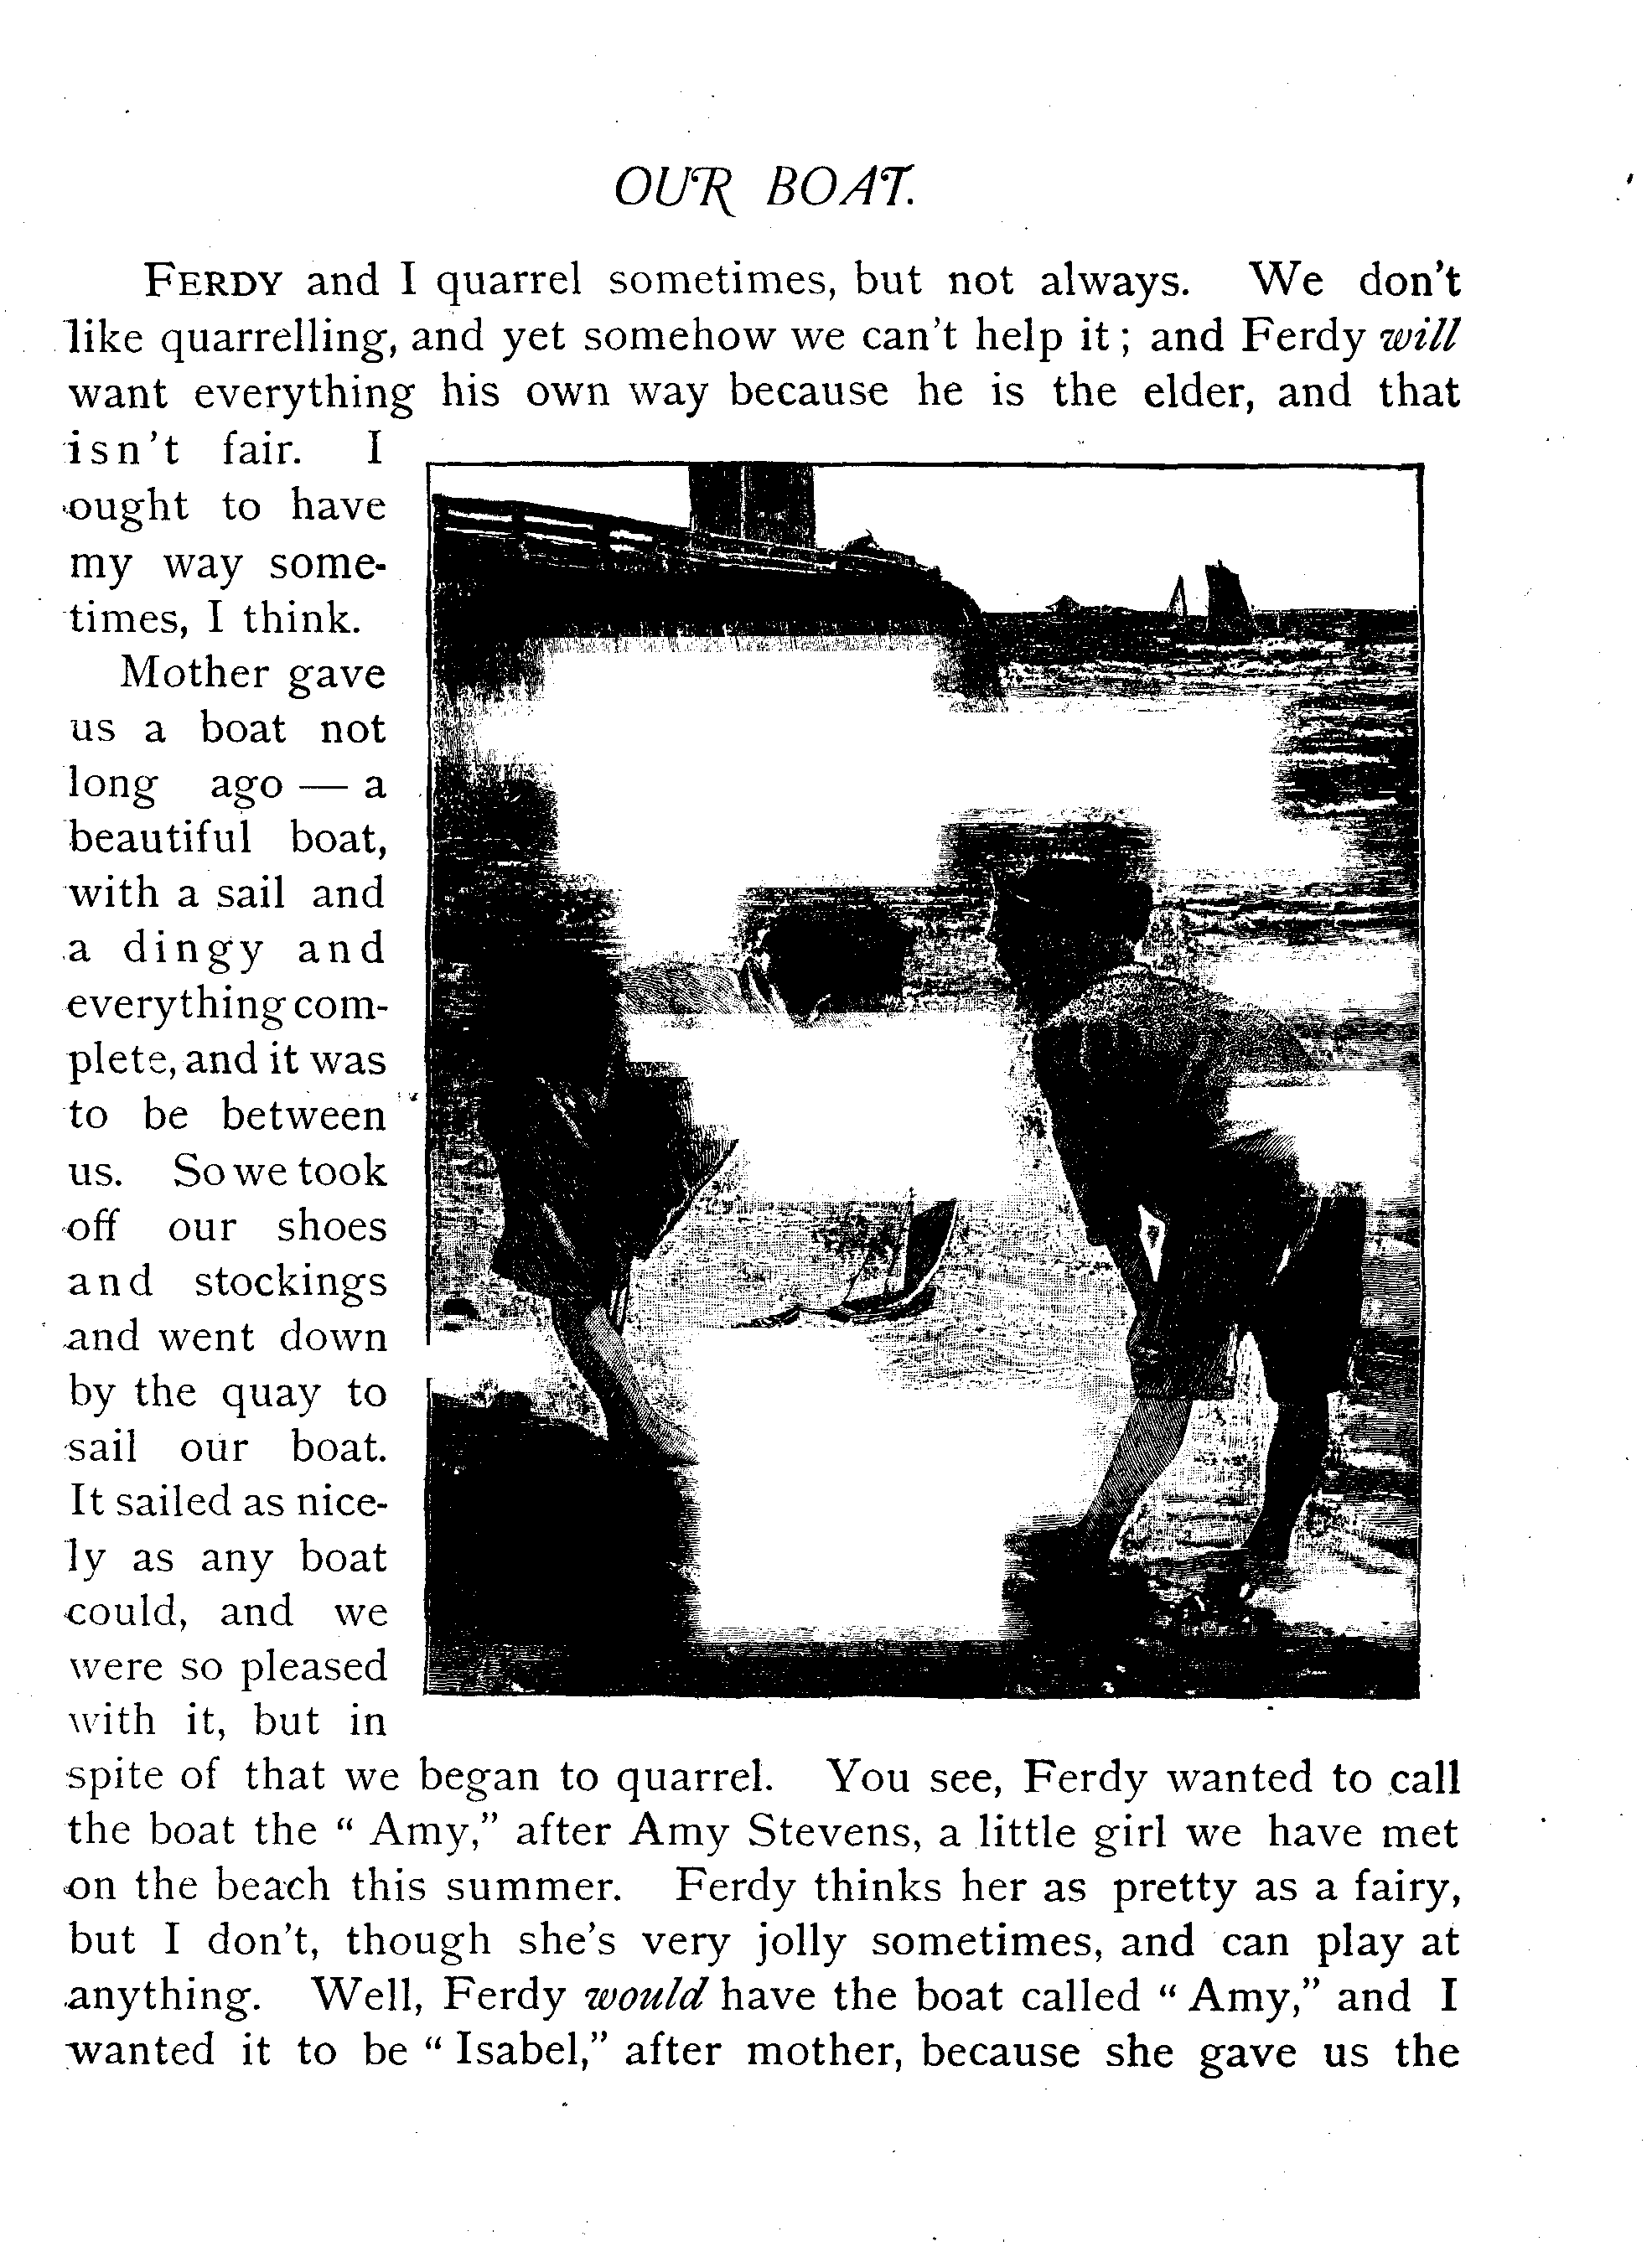 OUR BOAT.
FERDY and I quarrel sometimes, but not always. We don't
like quarrelling, and yet somehow we can't help it; and Ferdy will
want everything his own way because he is the elder, and that
isn't fair. I
ought to have
my way some-
times, I think.
Mother gave
us a boat not
long ago — a
beautiful boat,
with a sail and
a dingy and
everything com-
plete, and it was
to be between
us. So we took
off our shoes
and stockings
and went down
by the quay to
sail our boat.
It sailed as nice-
ly as any boat
could, and we
were so pleased
with it, but in
spite of that we began to quarrel. You see, Ferdy wanted to call
the boat the " Amy," after Amy Stevens, a little girl we have met
on the beach this summer. Ferdy thinks her as pretty as a fairy,
but I don't, though she's very jolly sometimes, and can play at
anything. Well, Ferdy would have the boat called " Amy," and I
wanted it to be " Isabel," after mother, because she gave us the